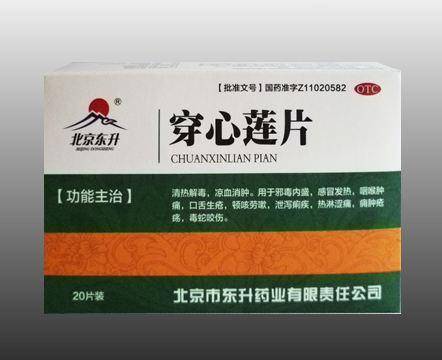 【批准文号】国药准字Z11020582
OTC
®
北京东升
BEIJING DONGSHENG
穿心莲片
CHUANXINLIAN PIAN
【功能主治】
清热解毒，凉血消肿。用于邪毒内盛，感冒发热，咽喉肿
痛，口舌生疮，顿咳劳嗽，泄泻痢疾，热淋涩痛，痈肿疮
疡，毒蛇咬伤。
20片装
北京市东升药业有限责任公司